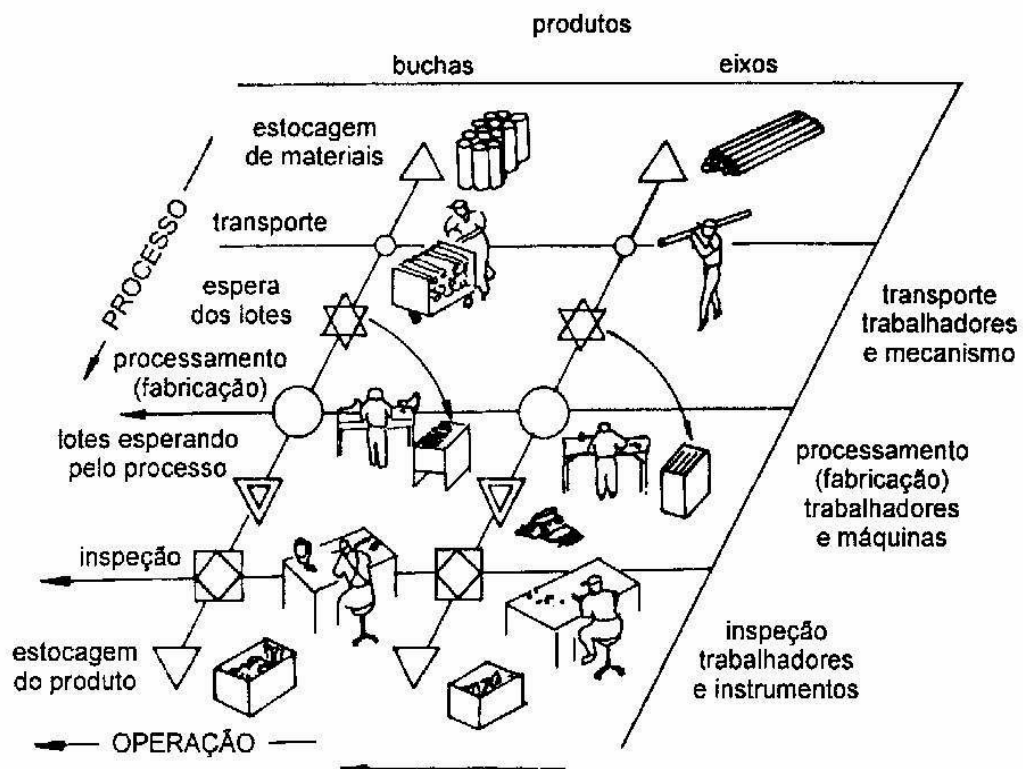 produtos
buchas
eixos
estocagem
de materiais
PROCESSO
transporte
espera
dos lotes
transporte
trabalhadores
e mecanismo
processamento
(fabricação)
lotes esperando
pelo processo
processamento
(fabricação)
trabalhadores
e máquinas
inspeção
inspeção
trabalhadores
e instrumentos
estocagem
do produto
OPERAÇÃO